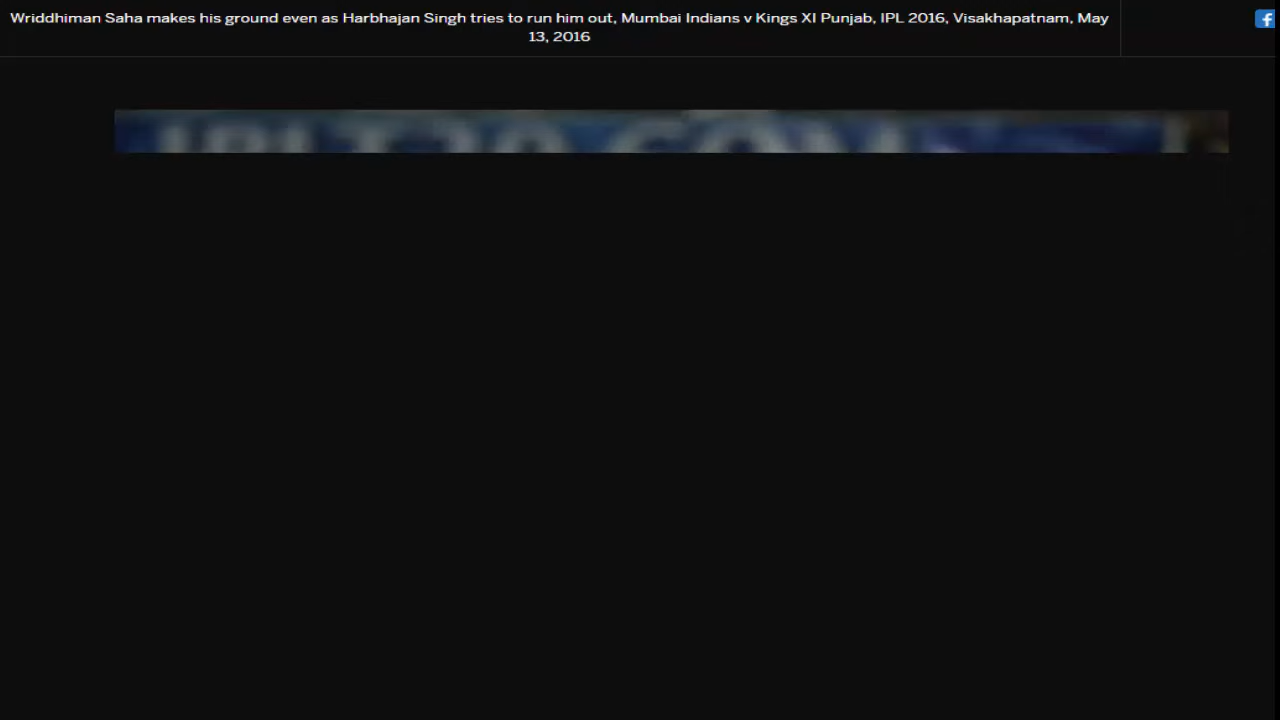 Wriddhiman Saha makes his ground even as Harbhajan Singh tries to run him out, Mumbai Indians v Kings XI Punjab, IPL 2016, Visakhapatnam, May
13, 2016